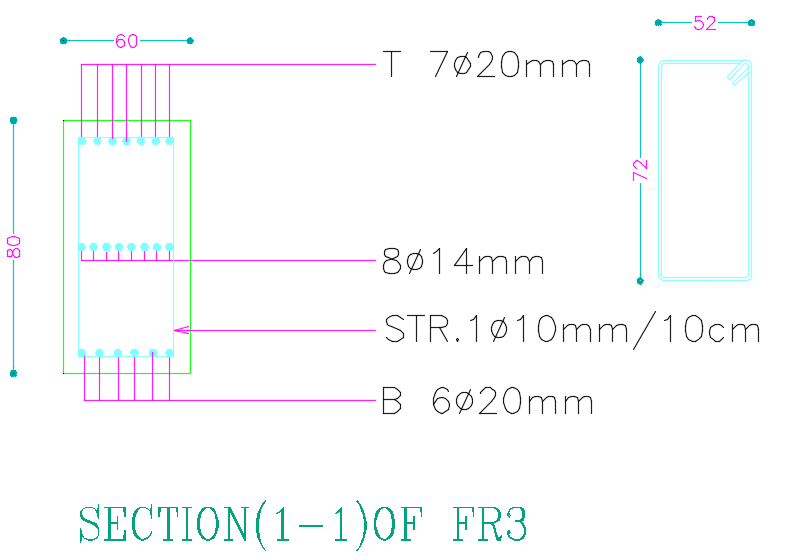 60
52
T 7ø20mm
80
72
8ø14mm
STR.1ø10mm/10cm
B 6ø20mm
SECTION(1-1)OF FR3